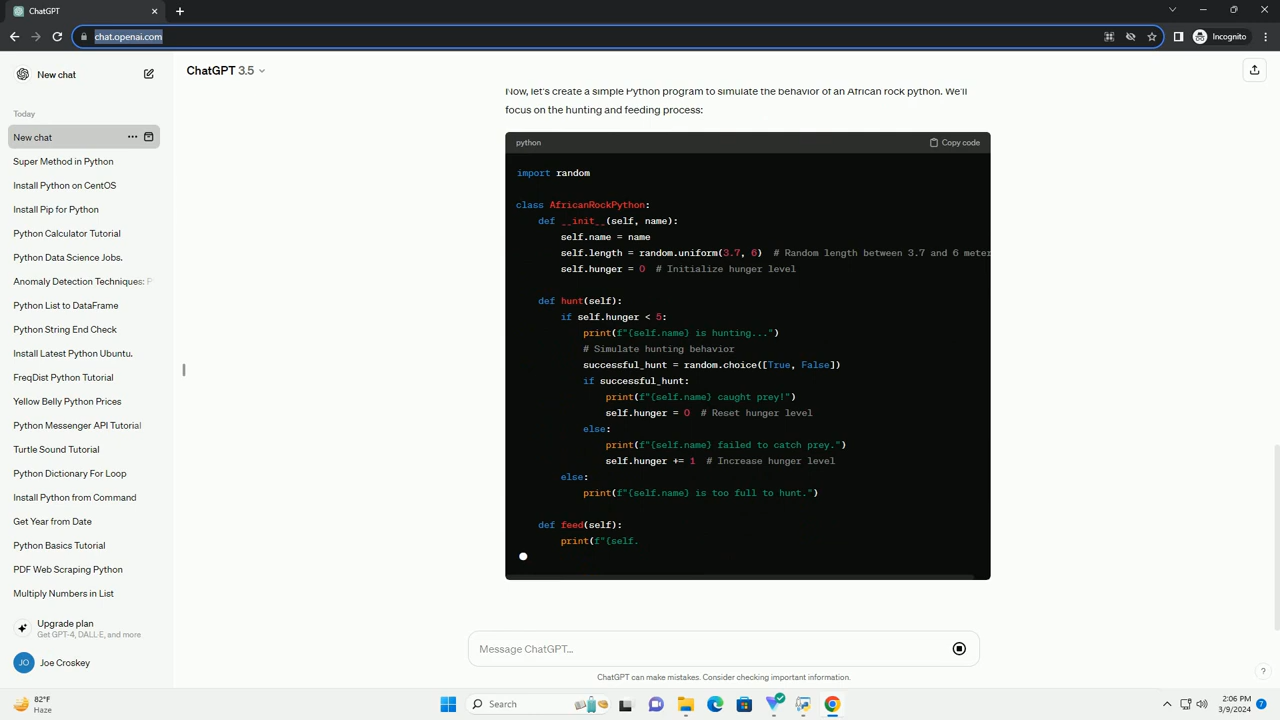 ChatGPT
chat.openai.com
Incognito
New chat
ChatGPT 3.5
Today
New chat
Super Method in Python
Install Python on CentOS
Install Pip for Python
Python Calculator Tutorial
Python Data Science Jobs.
Anomaly Detection Techniques: P
Python List to DataFrame
Python String End Check
Install Latest Python Ubuntu.
FreqDist Python Tutorial
Yellow Belly Python Prices
Python Messenger API Tutorial
Turtle Sound Tutorial
Python Dictionary For Loop
Install Python from Command
Get Year from Date
Python Basics Tutorial
PDF Web Scraping Python
Multiply Numbers in List
Upgrade plan
Get GPT-4, DALL·E, and more
JO Joe Croskey
Now, let's create a simple Python program to simulate the behavior of an African rock python. We'll
focus on the hunting and feeding process:
python
Copy code
import random
class AfricanRockPython:
def __init__(self, name):
self.name = name
self.length = random.uniform(3.7, 6)  # Random length between 3.7 and 6 meter
self.hunger = 0  # Initialize hunger level
def hunt(self):
if self.hunger < 5:
print(f"{self.name} is hunting...")
# Simulate hunting behavior
successful_hunt = random.choice([True, False])
if successful_hunt:
print(f"{self.name} caught prey!")
self.hunger = 0  # Reset hunger level
else:
print(f"{self.name} failed to catch prey.")
self.hunger += 1  # Increase hunger level
else:
print(f"{self.name} is too full to hunt.")
def feed(self):
print(f"{self.
Message ChatGPT...
ChatGPT can make mistakes. Consider checking important information.
?
82°F
Haze
Search
2:06 PM
3/9/2024
7